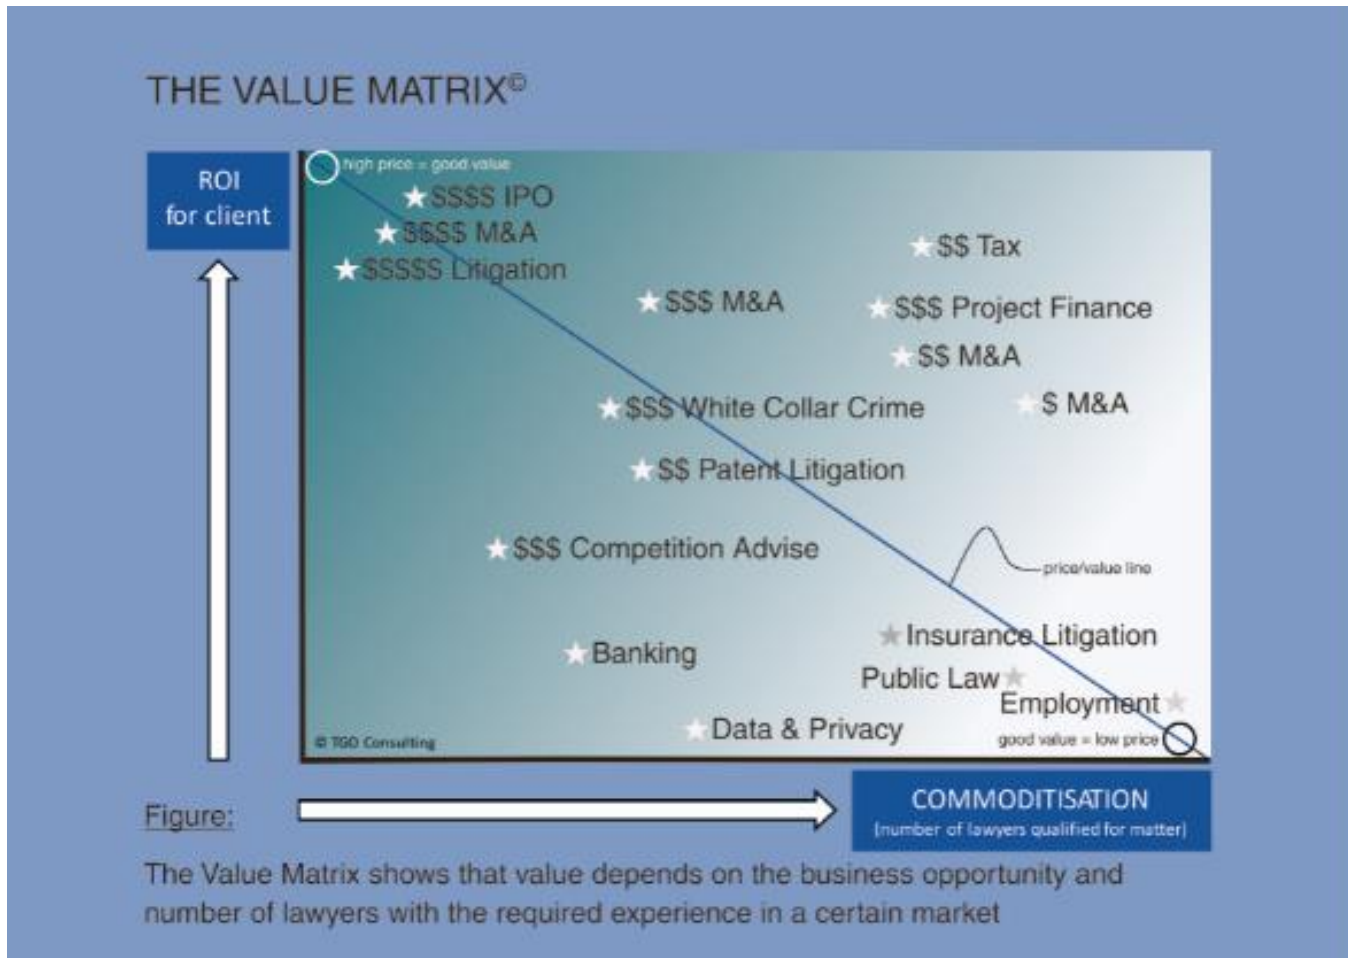 THE VALUE MATRIX©
ROI
for client
high price = good value
$$$$ IPO
$$$$ M&A
$$$$$ Litigation
$$ Tax
$$$ M&A
$$$ Project Finance
$$ M&A
$$$ White Collar Crime
$ M&A
$$ Patent Litigation
$$$ Competition Advise
price/value line
Insurance Litigation
Banking
Public Law
Employment
Data & Privacy
good value = low price
© TGO Consulting
COMMODITISATION
(number of lawyers qualified for matter)
Figure:
The Value Matrix shows that value depends on the business opportunity and
number of lawyers with the required experience in a certain market